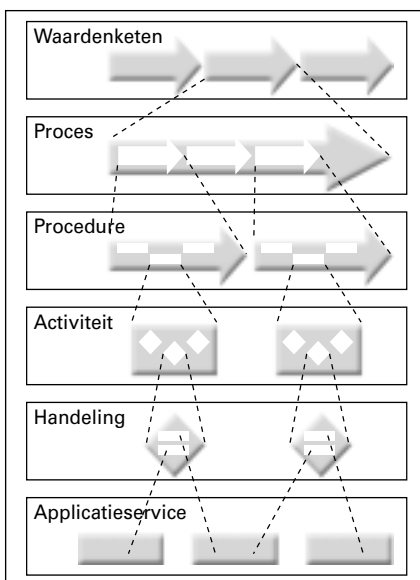 Waardenketen
Proces
Procedure
Activiteit
Handeling
Applicatieservice